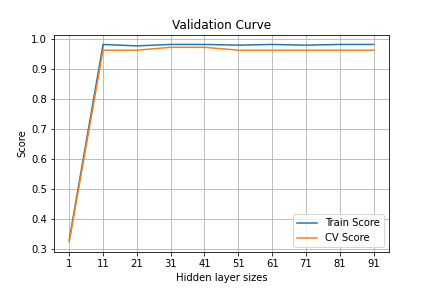 Validation Curve
1.0
0.9
0.8
0.7
0.6
0.5
0.4
0.3
Score
Train Score
CV Score
1 11 21 31 41 51 61 71 81 91
Hidden layer sizes